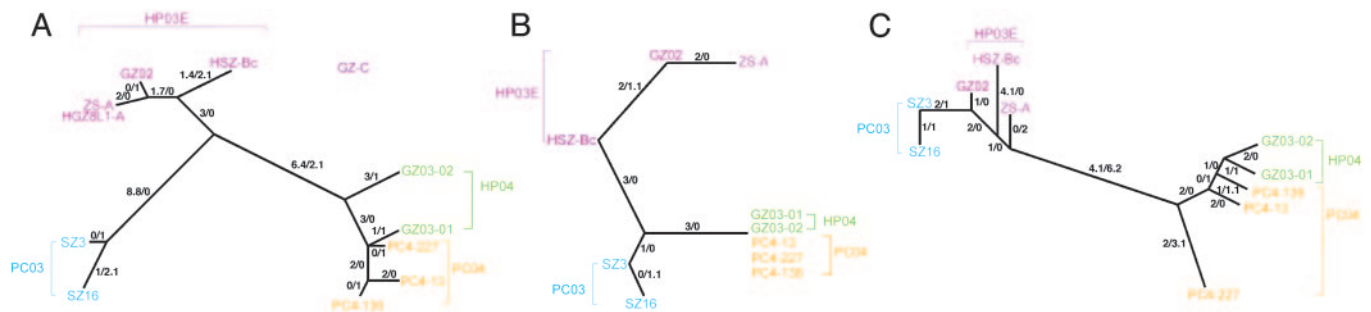 A
HP03E
GZ02
1.4/2.1
HSZ-Bc
GZ-C
0/1
1.7/0
ZS-A
2/0
HGZ8L1-A
3/0
6.4/2.1
8.8/0
3/1
GZ03-02
HP04
3/0
1/1
GZ03-01
SZ3
0/1
0/1
PC4-227
PC03
2/0
PC04
1/2.1
0/1
2/0
PC4-13
SZ16
PC4-136
B
GZ02
2/0
ZS-A
HP03E
2/1.1
HSZ-Bc
3/0
GZ03-01
3/0
GZ03-02
HP04
1/0
PC4-13
SZ3
PC4-227
PC04
PC03
0/1.1
PC4-136
SZ16
C
HP03E
HSZ-Bc
GZ02
4.1/0
SZ3
2/1
1/0
ZS-A
PC03
1/1
2/0
0/2
SZ16
1/0
GZ03-02
4.1/6.2
1/0
2/0
HP04
0/1
1/1
GZ03-01
2/0
1/1.1
PC4-136
2/0
PC4-13
PC04
2/3.1
PC4-227